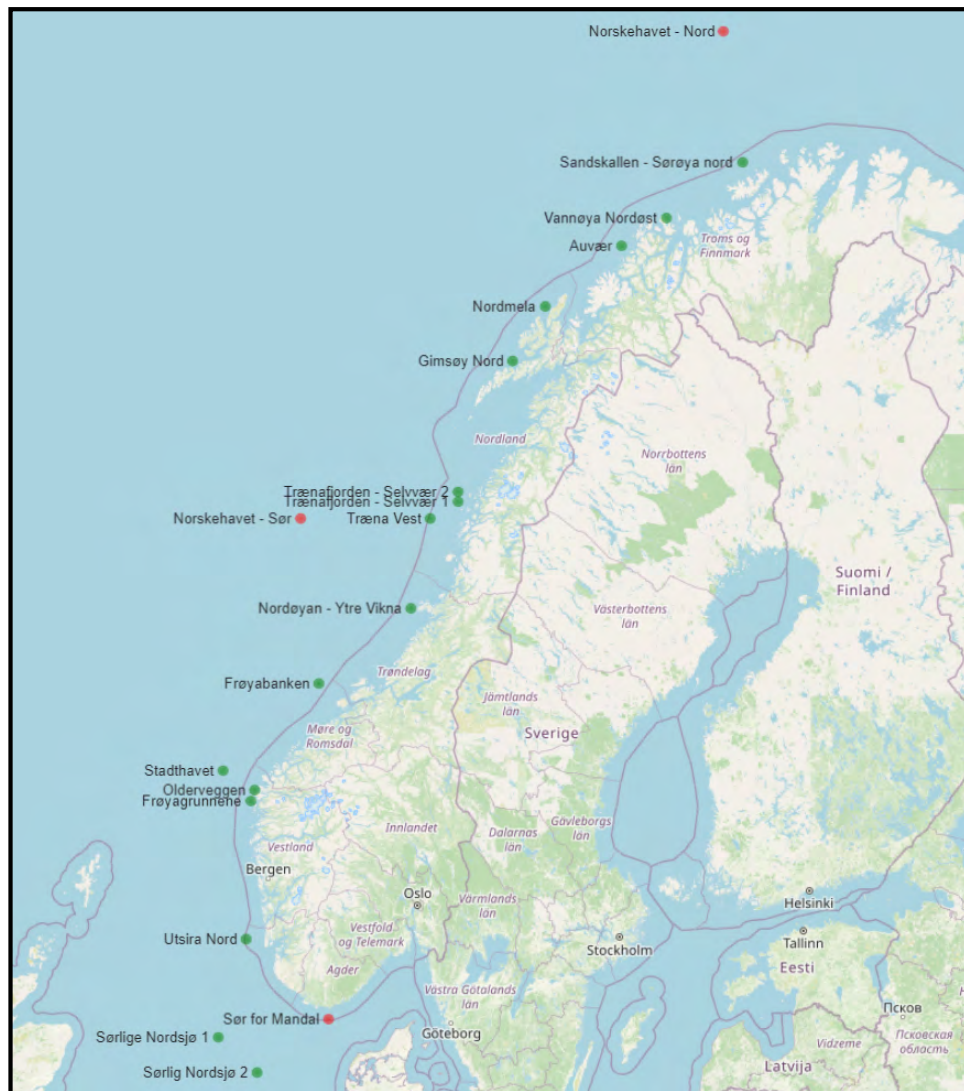 Norskehavet - Nord
Sandskallen - Sørøya nord
Vannøya Nordøst
Troms og
Finnmark
Auvær
Nordmela
Gimsøy Nord
Nordland
Norrbottens
län
Trænafjorden - Selvvær 2
Trænafjorden - Selvvær 1
Norskehavet - Sør
Træna Vest
Suomi /
Finland
Nordøyan - Ytre Vikna
Västerbottens
län
Trøndelag
Frøyabanken
Jämtlands
län
Møre og
Romsdal
Sverige
Stadthavet
Olderveggen
Frøyagrunnene
Innlandet
Dalarnas
län
Gävleborgs
län
Vestland
Bergen
Oslo
Värmlands
län
Helsinki
Utsira Nord
Vestfold
og Telemark
Stockholm
Tallinn
Eesti
Agder
Västra Götalands
län
Псков
Sør for Mandal
Göteborg
Sørlige Nordsjø 1
Псковская
область
Vidzeme
Latvija
Sørlig Nordsjø 2